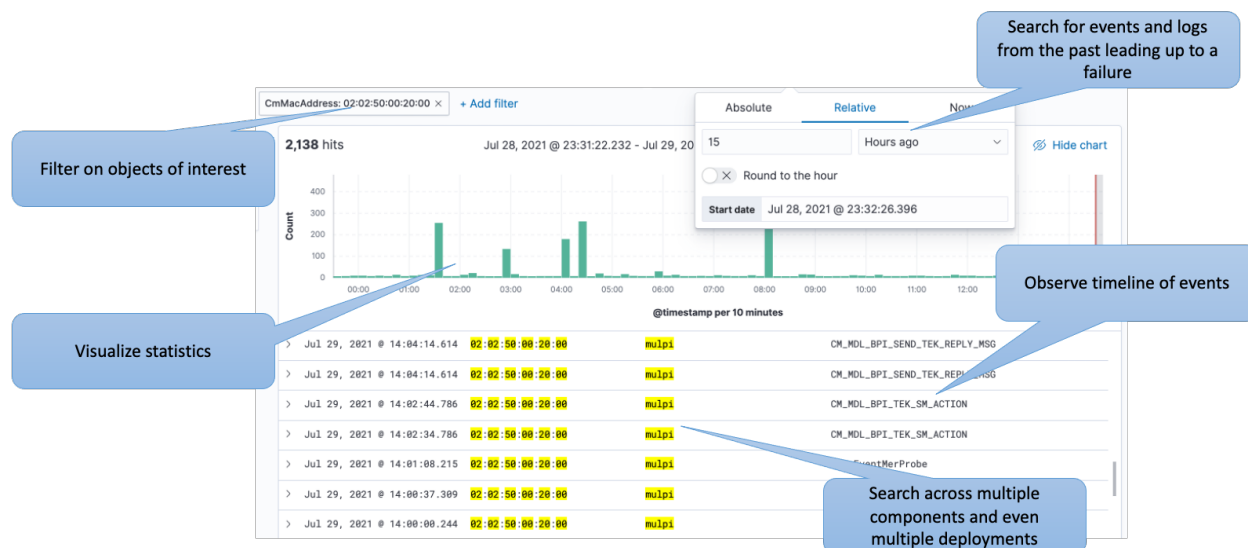 Search for events and logs
from the past leading up to a
failure
CmMacAddress: 02:02:50:00:20:00 × + Add filter
Absolute Relative Now
2,138 hits
Jul 28, 2021 @ 23:31:22.232 - Jul 29, 20
15 Hours ago
Hide chart
Filter on objects of interest
Round to the hour
Start date Jul 28, 2021 @ 23:32:26.396
Count
400
300
200
100
0
00:00 01:00 02:00 03:00 04:00 05:00 06:00 07:00 08:00 09:00 10:00 11:00 12:00
@timestamp per 10 minutes
Observe timeline of events
Visualize statistics
> Jul 29, 2021 @ 14:04:14.614 02:02:50:00:20:00 mulpi CM_MDL_BPI_SEND_TEK_REPLY_MSG
> Jul 29, 2021 @ 14:04:14.614 02:02:50:00:20:00 mulpi CM_MDL_BPI_SEND_TEK_REPLY_MSG
> Jul 29, 2021 @ 14:02:44.786 02:02:50:00:20:00 mulpi CM_MDL_BPI_TEK_SM_ACTION
> Jul 29, 2021 @ 14:02:34.786 02:02:50:00:20:00 mulpi CM_MDL_BPI_TEK_SM_ACTION
> Jul 29, 2021 @ 14:01:08.215 02:02:50:00:20:00 mulpi EventMerProbe
> Jul 29, 2021 @ 14:00:37.309 02:02:50:00:20:00 mulpi
> Jul 29, 2021 @ 14:00:00.244 02:02:50:00:20:00 mulpi
Search across multiple
components and even
multiple deployments